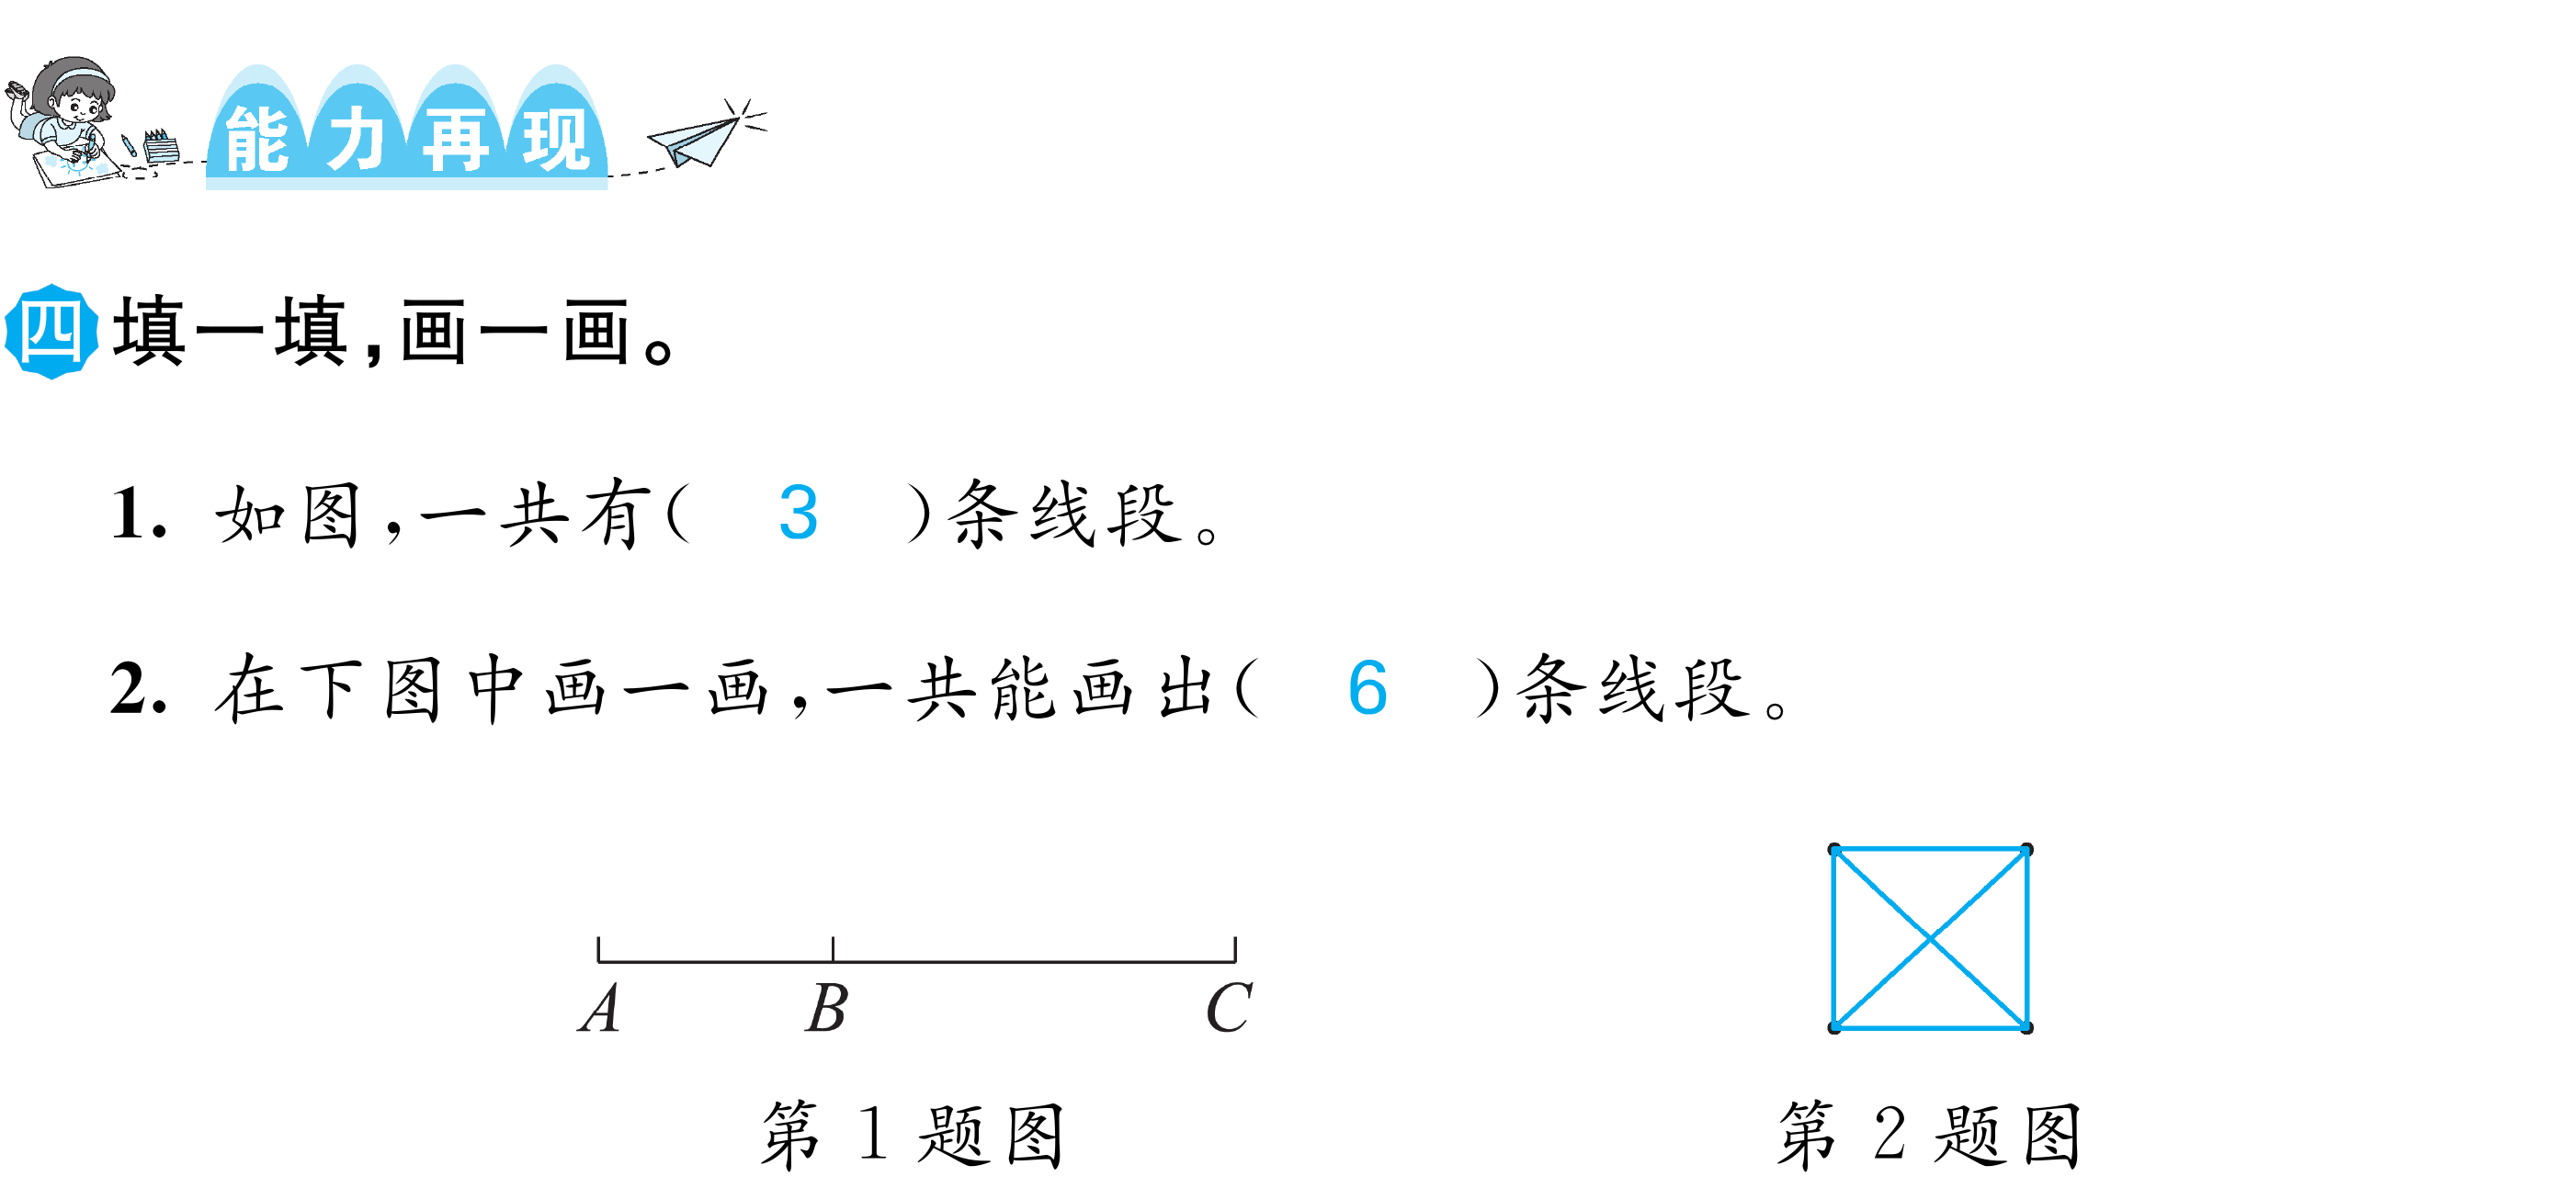 能力再现
四 填一填,画一画。
1. 如图,一共有( 3 )条线段。
2. 在下图中画一画,一共能画出( 6 )条线段。
A B C
第1题图 第2题图